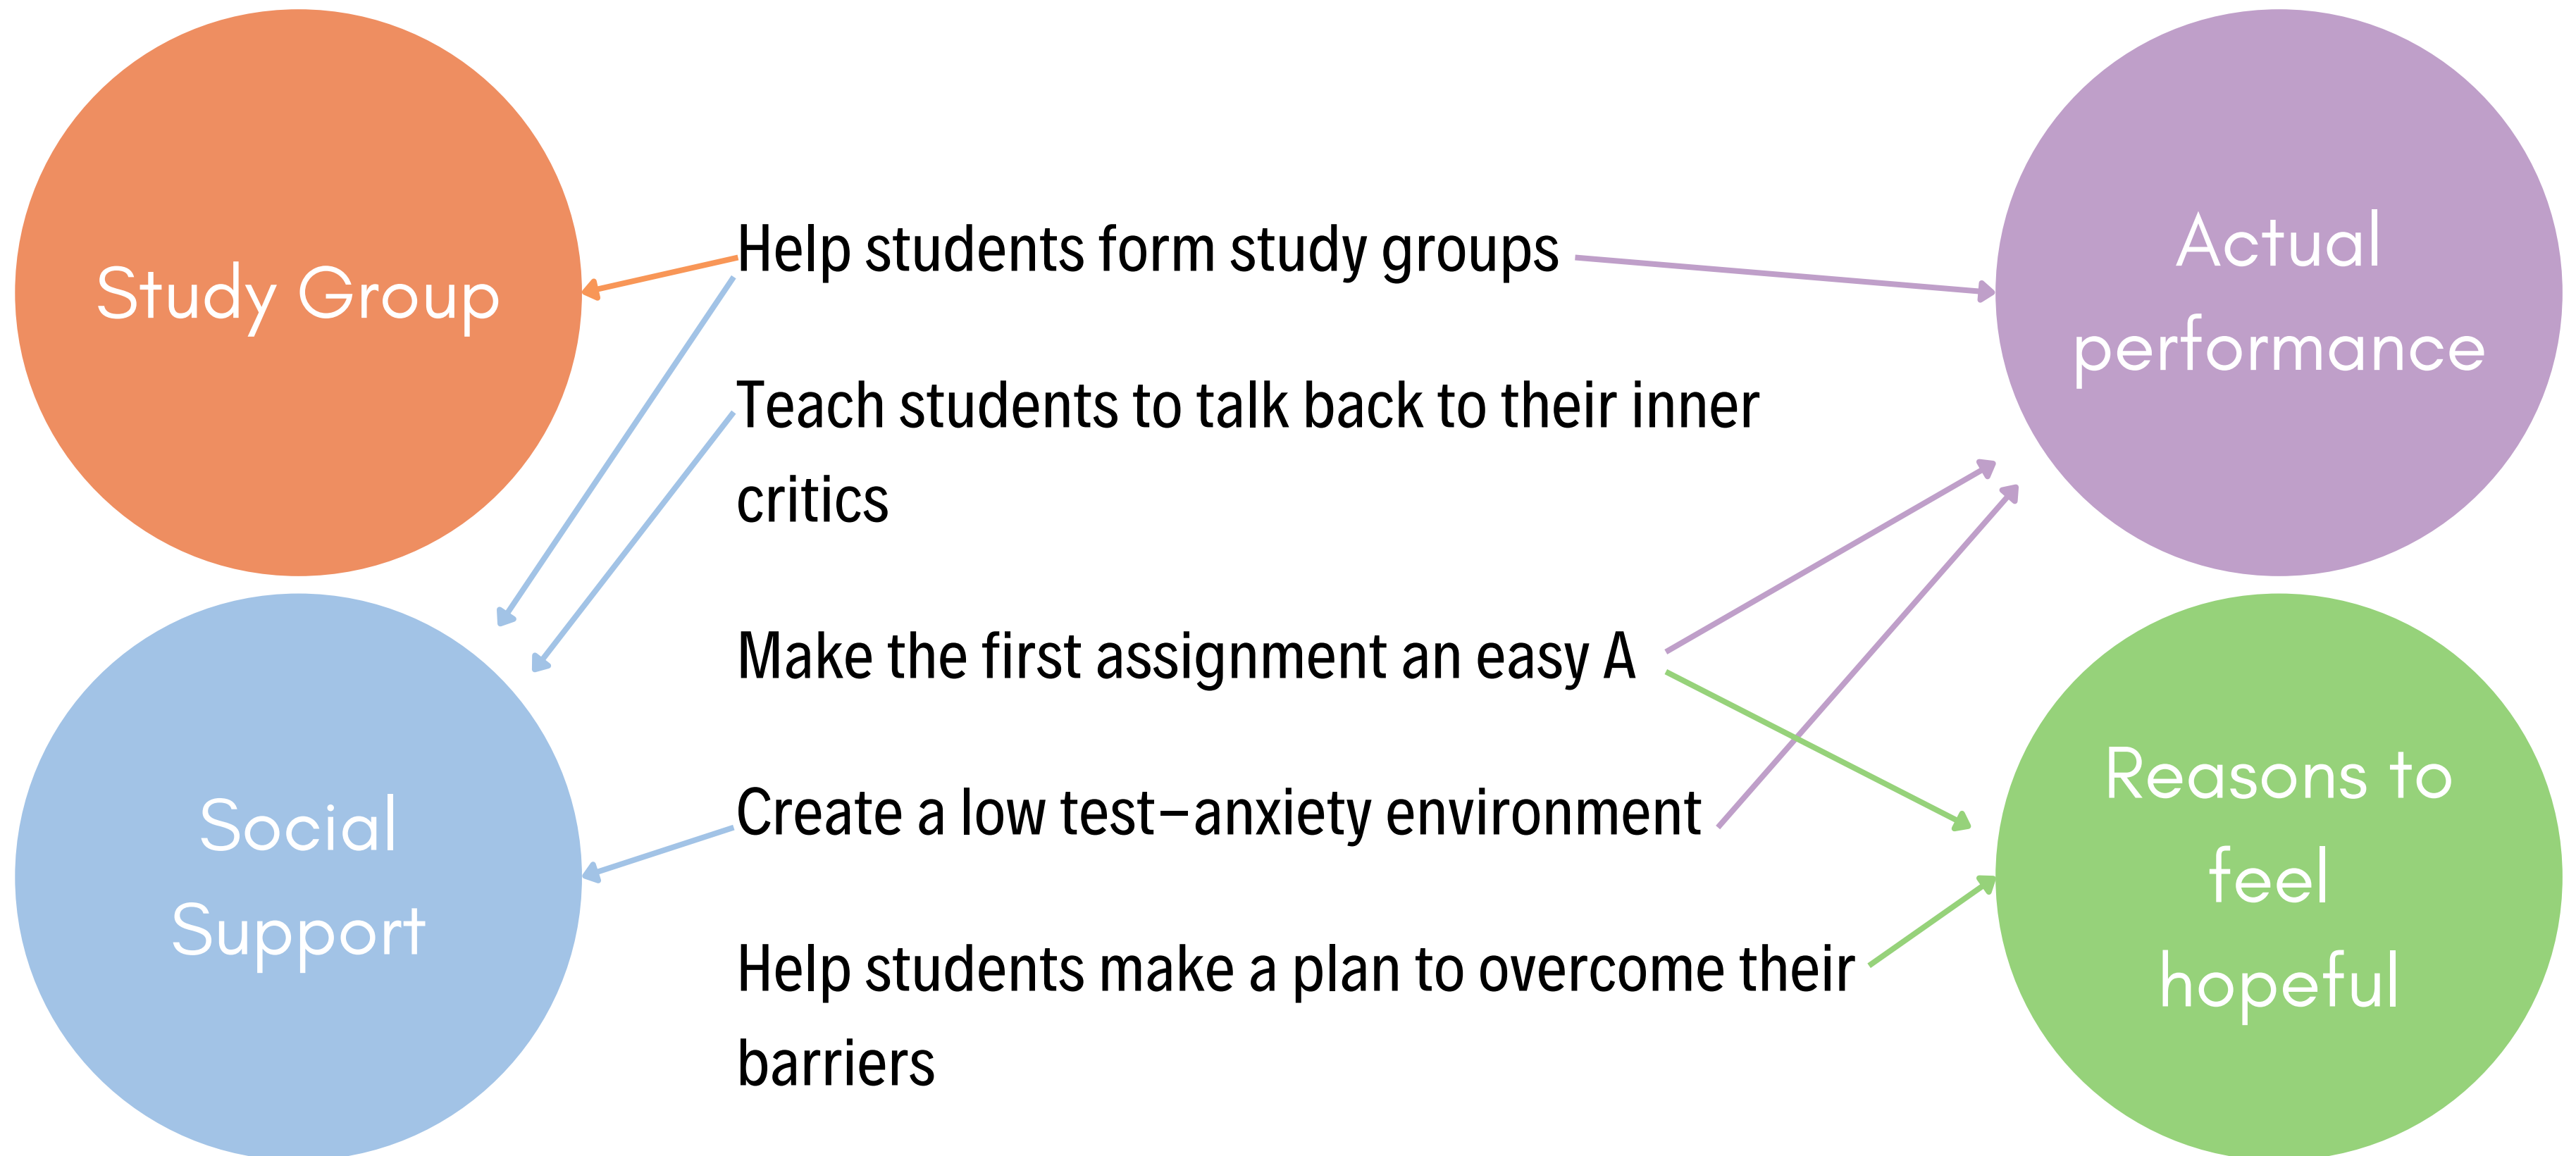 Study Group
Social
Support
Help students form study groups
Teach students to talk back to their inner
critics
Make the first assignment an easy A
Create a low test–anxiety environment
Help students make a plan to overcome their
barriers
Actual
performance
Reasons to
feel
hopeful